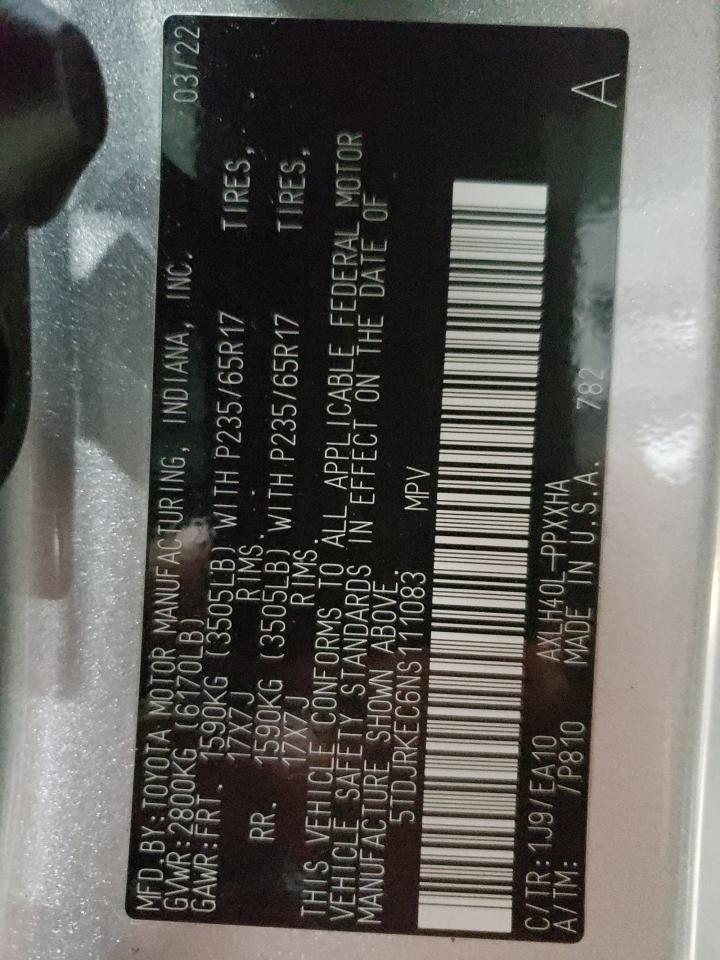 MFD.BY:TOYOTA MOTOR MANUFACTURING, INDIANA, INC. 03/22
GVWR:2800KG (6170LB)
GAWR:FRT. 1590KG (3505LB) WITH P235/65R17 TIRES,
17X7J RIMS.
RR. 1590KG (3505LB) WITH P235/65R17 TIRES,
17X7J RIMS.
THIS VEHICLE CONFORMS TO ALL APPLICABLE FEDERAL MOTOR
VEHICLE SAFETY STANDARDS IN EFFECT ON THE DATE OF
MANUFACTURE SHOWN ABOVE.
5TDJRKEC6NS111083 MPV
C/TR:1J9/EA10 AXLH40L-PPXXHA
A/TM: /P810 MADE IN U.S.A. 782 A